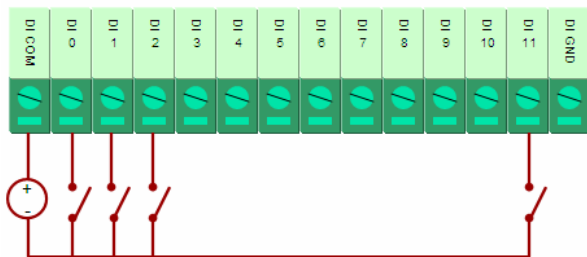 DI COM
DI 0
DI 1
DI 2
DI 3
DI 4
DI 5
DI 6
DI 7
DI 8
DI 9
DI 10
DI 11
DI GND
+
-